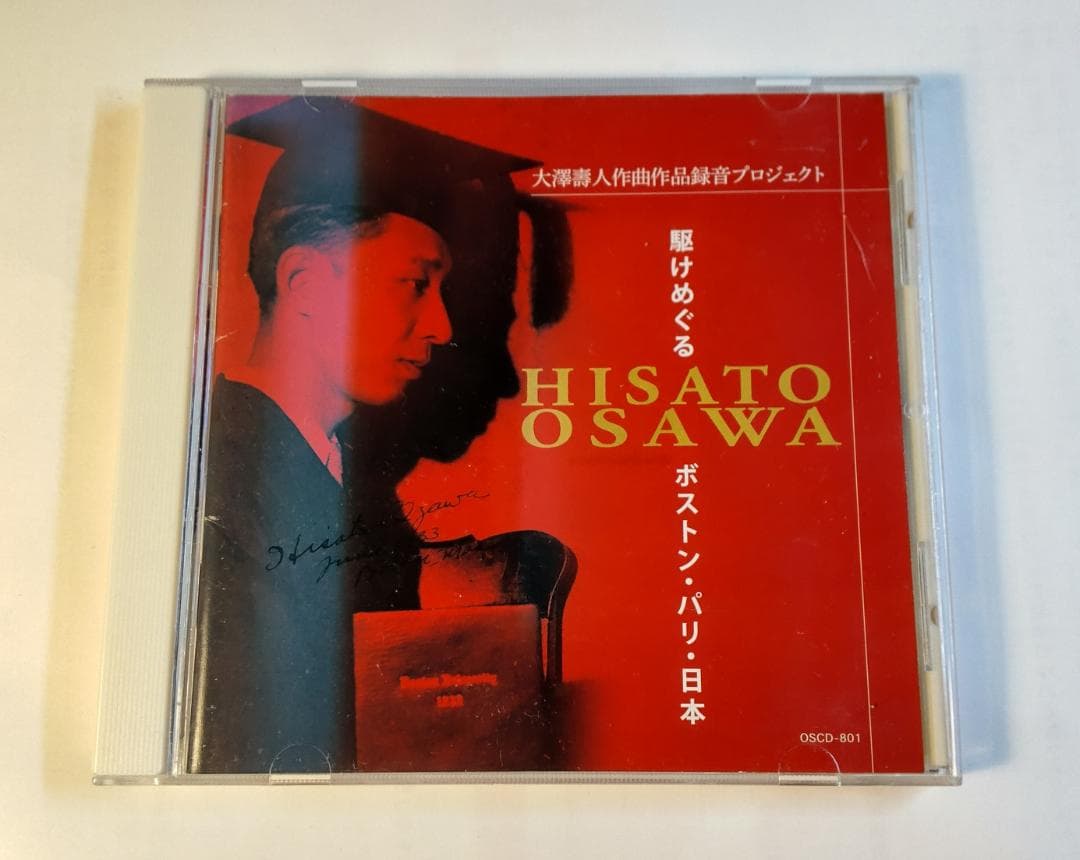 大澤壽人作曲作品録音プロジェクト
駆けめぐる
HISATO
OSAWA
ボストン・パリ・日本
OSCD-801